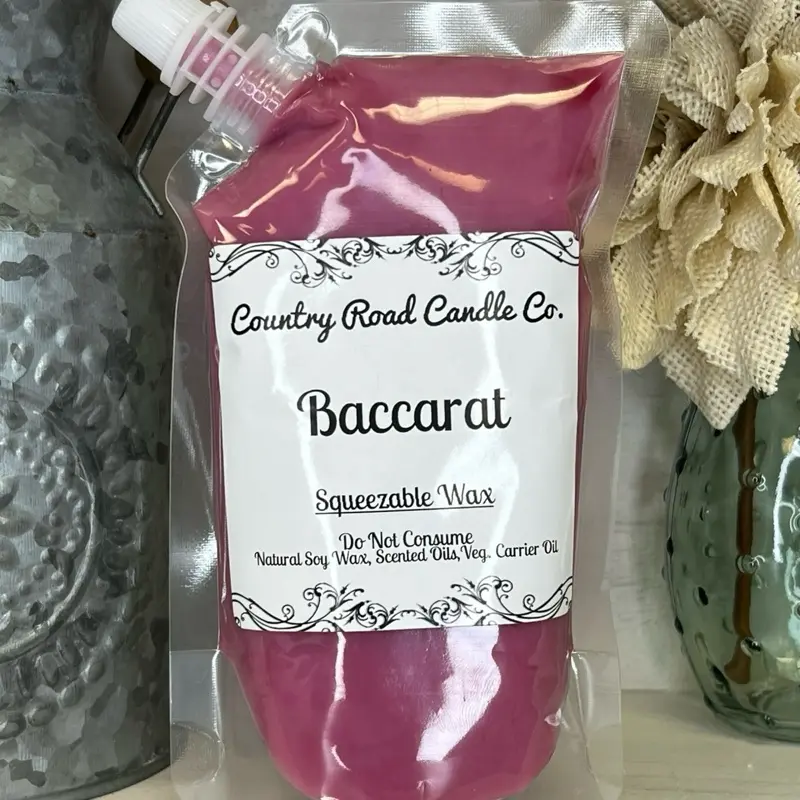 Country Road Candle Co.
Baccarat
Squeezable Wax
Do Not Consume
Natural Soy Wax, Scented Oils, Veg. Carrier Oil